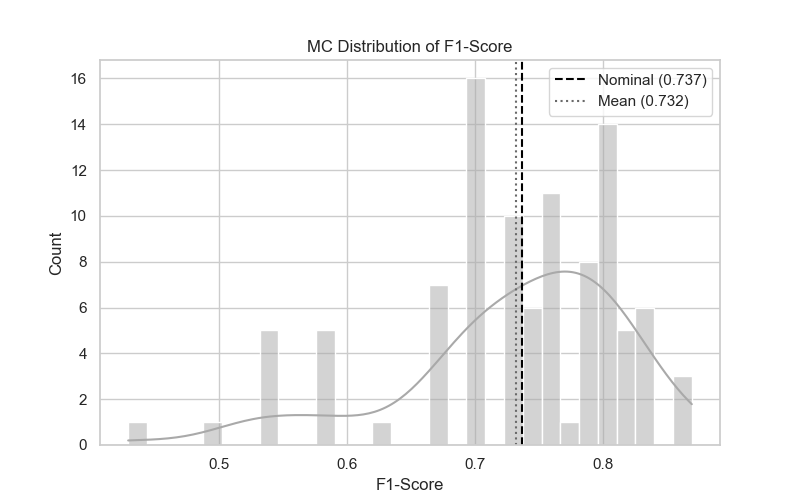 MC Distribution of F1-Score
Nominal (0.737)
Mean (0.732)
Count
16
14
12
10
8
6
4
2
0
0.5 0.6 0.7 0.8
F1-Score